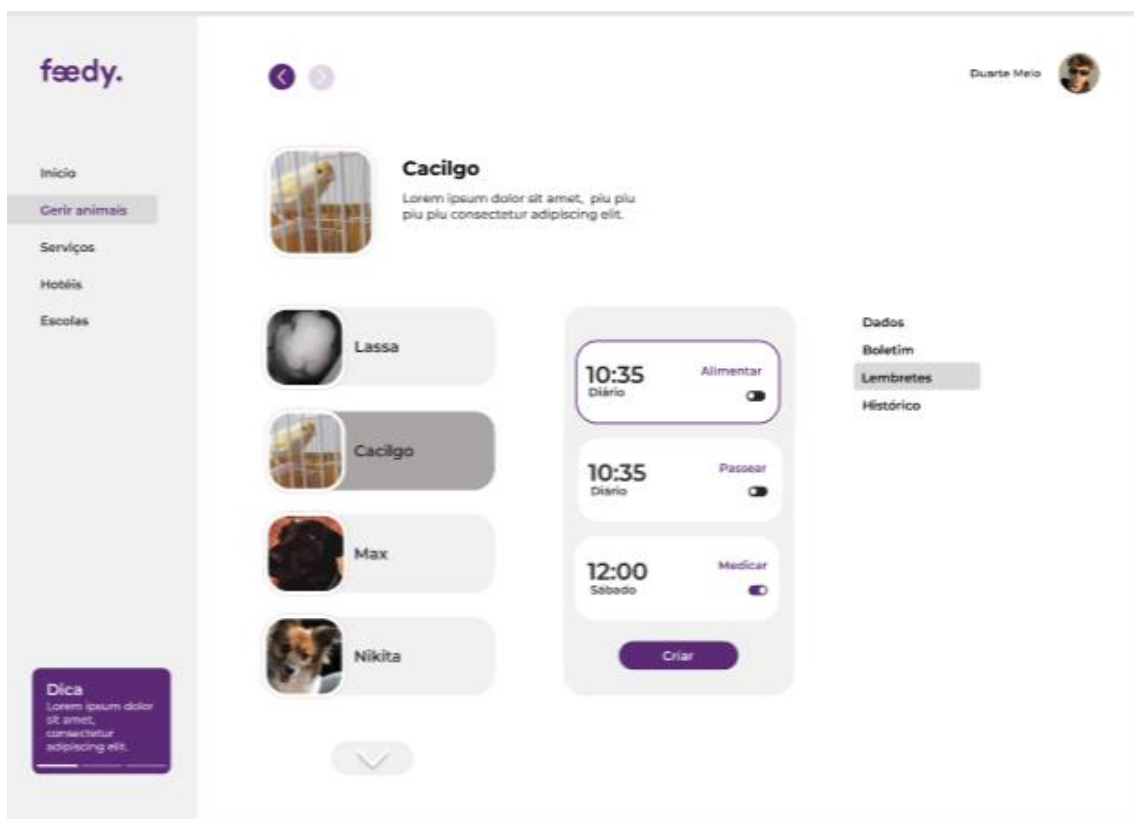 feedy.
Duarte Melo
Inicio
Gerir animais
Serviços
Hotéis
Escolas
Cacilgo
Lorem ipsum dolor sit amet, piu piu
piu piu consectetur adipiscing elit.
Lassa
Cacilgo
Max
Nikita
10:35
Alimentar
Diário
10:35
Passear
Diário
12:00
Medicar
Sábado
Criar
Dados
Boletim
Lembretes
Histórico
Dica
Lorem ipsum dolor
sit amet,
consectetur
adipiscing elit.